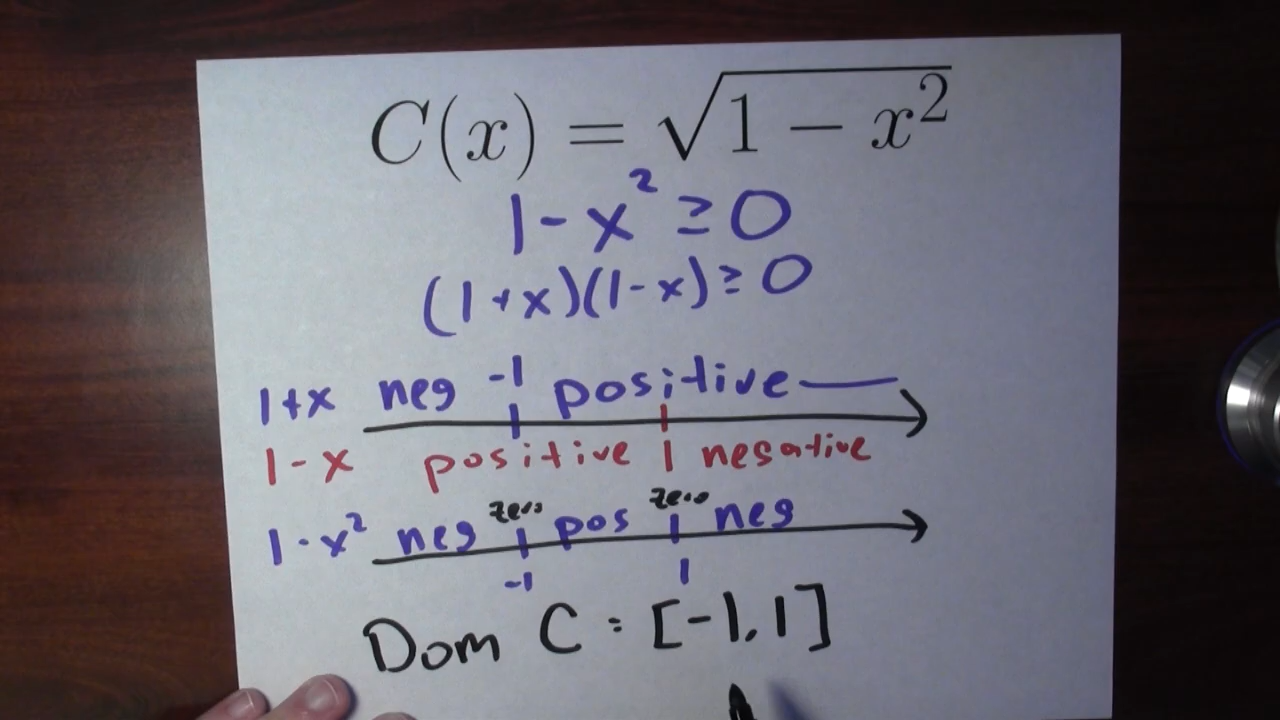 C(x) = √1 − x²
1 - x² ≥ 0
(1+x)(1-x) ≥ 0
1+x neg -1 positive
1-x positive 1 negative
zero zero
1-x² neg pos neg
-1 1
Dom C = [-1,1]